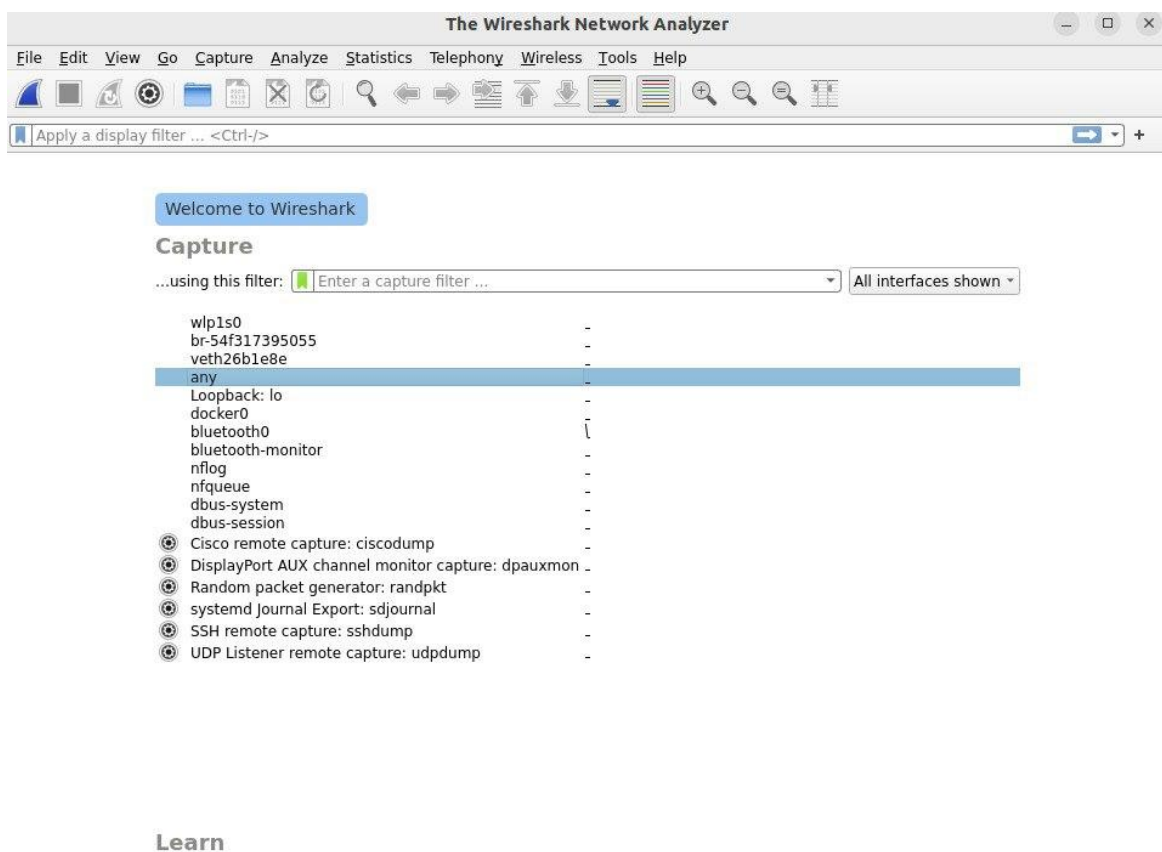 The Wireshark Network Analyzer
File Edit View Go Capture Analyze Statistics Telephony Wireless Tools Help
Apply a display filter ... <Ctrl-/>
Welcome to Wireshark
Capture
...using this filter: Enter a capture filter ... All interfaces shown
wlp1s0
br-54f317395055
veth26b1e8e
any
Loopback: lo
docker0
bluetooth0
bluetooth-monitor
nflog
nfqueue
dbus-system
dbus-session
Cisco remote capture: ciscodump
DisplayPort AUX channel monitor capture: dpauxmon
Random packet generator: randpkt
systemd Journal Export: sdjournal
SSH remote capture: sshdump
UDP Listener remote capture: udpdump
Learn